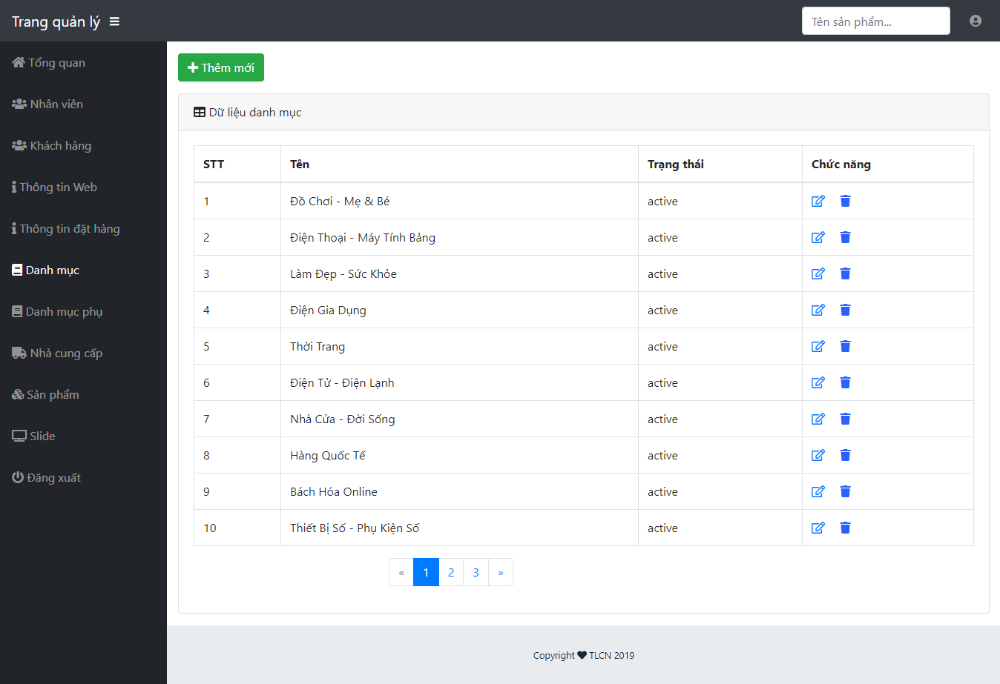 Trang quản lý
Tên sản phẩm...
Tổng quan
Nhân viên
Khách hàng
Thông tin Web
Thông tin đặt hàng
Danh mục
Danh mục phụ
Nhà cung cấp
Sản phẩm
Slide
Đăng xuất
Thêm mới
Dữ liệu danh mục
STT Tên Trạng thái Chức năng
1 Đồ Chơi - Mẹ & Bé active
2 Điện Thoại - Máy Tính Bảng active
3 Làm Đẹp - Sức Khỏe active
4 Điện Gia Dụng active
5 Thời Trang active
6 Điện Tử - Điện Lạnh active
7 Nhà Cửa - Đời Sống active
8 Hàng Quốc Tế active
9 Bách Hóa Online active
10 Thiết Bị Số - Phụ Kiện Số active
« 1 2 3 »
Copyright ♥ TLCN 2019